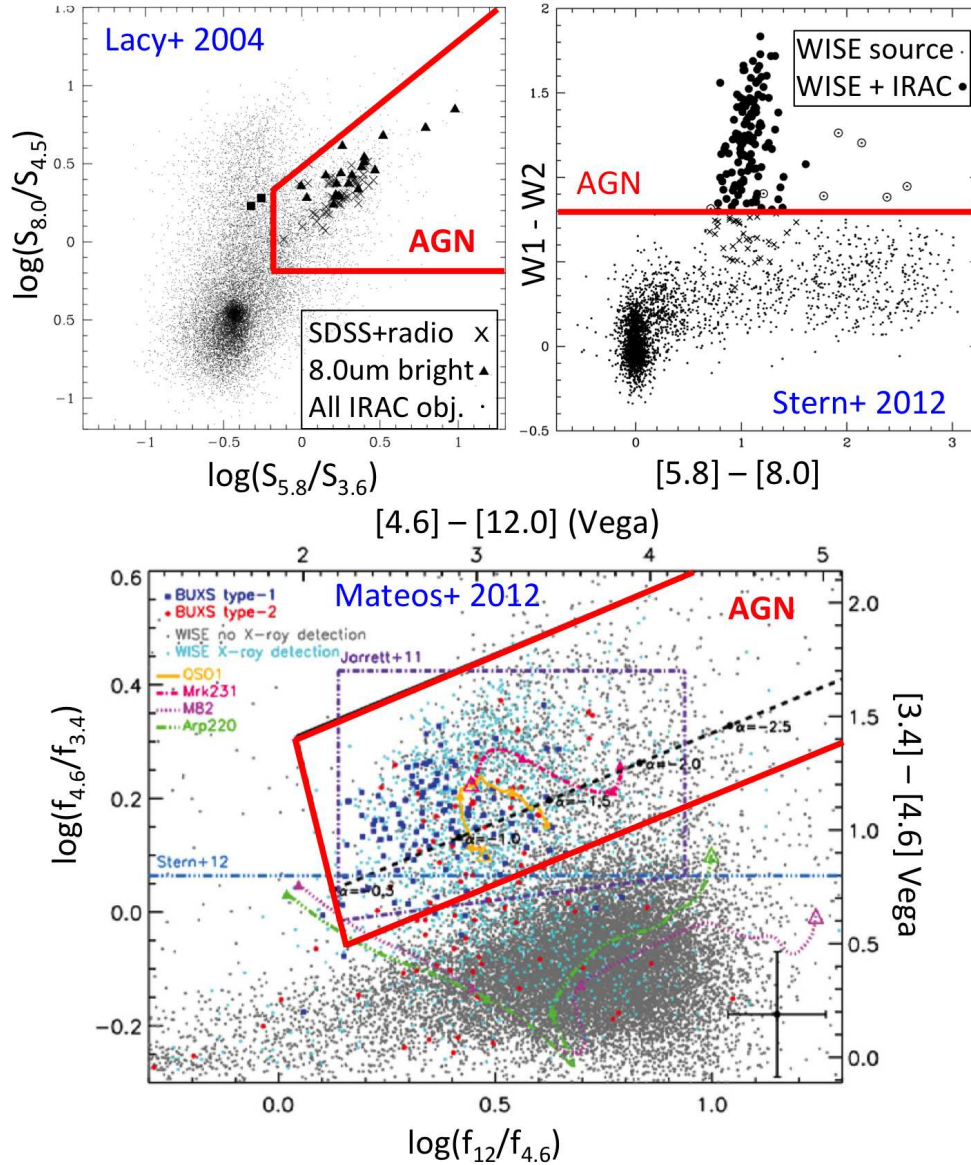 1.5
Lacy+ 2004
1
0.5
0
0.5
-1
log(S8.0/S4.5)
AGN
SDSS+radio ×
8.0um bright ▲
All IRAC obj. ·
-1 -0.5 0 0.5 1
log(S5.8/S3.6)
2
1.5
1
0.5
0
-0.5
W1 - W2
WISE source ·
WISE + IRAC •
AGN
Stern+ 2012
0 1 2 3
[5.8] – [8.0]
[4.6] – [12.0] (Vega)
2 3 4 5
0.6
0.4
0.2
0.0
-0.2
log(f4.6/f3.4)
BUXS type-1
BUXS type-2
WISE no X-ray detection
WISE X-ray detection
QSO1
Mrk231
M82
Arp220
Mateos+ 2012
AGN
Jarrett+11
α=-2.5
α=-2.0
α=-1.5
α=-1.0
α=-0.5
Stern+12
2.0
1.5
1.0
0.5
0.0
[3.4] – [4.6] Vega
0.0 0.5 1.0
log(f12/f4.6)